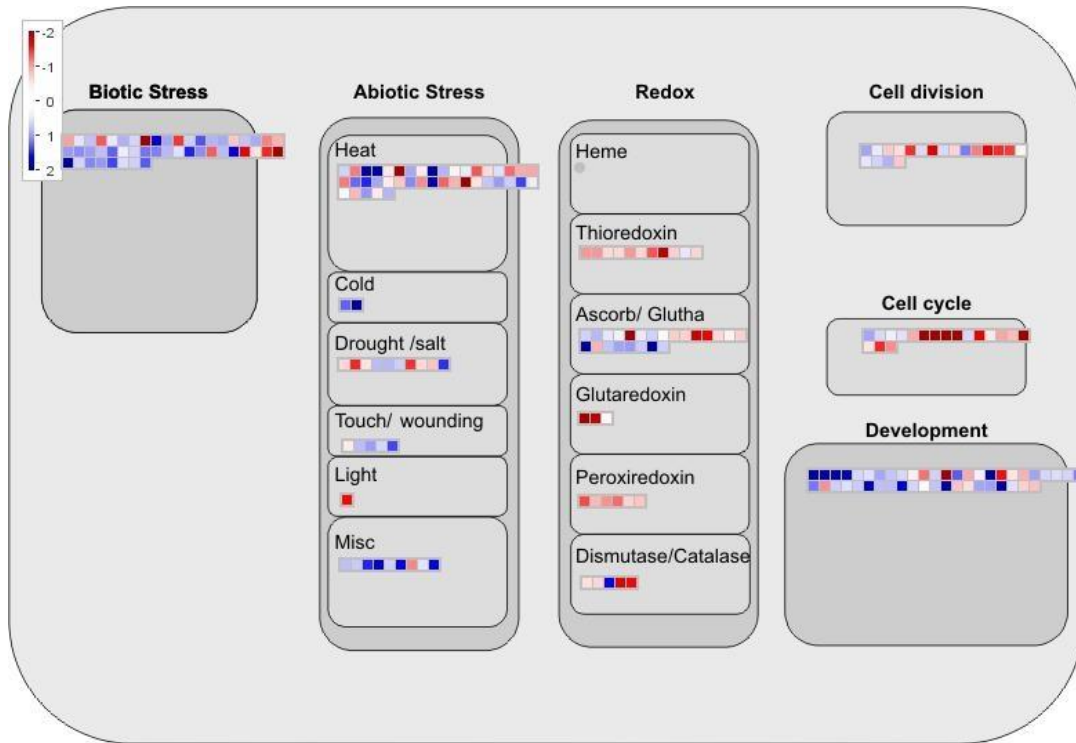 -2
-1
0
1
2
Biotic Stress
Abiotic Stress
Heat
Cold
Drought /salt
Touch/ wounding
Light
Misc
Redox
Heme
Thioredoxin
Ascorb/ Glutha
Glutaredoxin
Peroxiredoxin
Dismutase/Catalase
Cell division
Cell cycle
Development